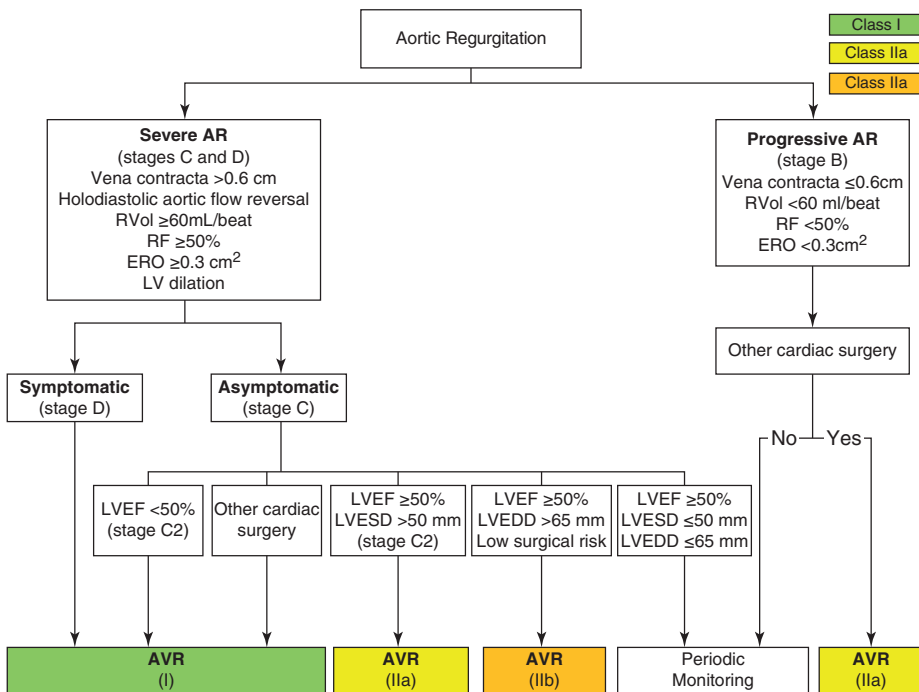 Aortic Regurgitation
Class I
Class IIa
Class IIa
Severe AR
(stages C and D)
Vena contracta >0.6 cm
Holodiastolic aortic flow reversal
RVol ≥60mL/beat
RF ≥50%
ERO ≥0.3 cm²
LV dilation
Progressive AR
(stage B)
Vena contracta ≤0.6cm
RVol <60 ml/beat
RF <50%
ERO <0.3cm²
Other cardiac surgery
Symptomatic
(stage D)
Asymptomatic
(stage C)
No
Yes
LVEF <50%
(stage C2)
Other cardiac
surgery
LVEF ≥50%
LVESD >50 mm
(stage C2)
LVEF ≥50%
LVEDD >65 mm
Low surgical risk
LVEF ≥50%
LVESD ≤50 mm
LVEDD ≤65 mm
AVR
(I)
AVR
(IIa)
AVR
(IIb)
Periodic
Monitoring
AVR
(IIa)